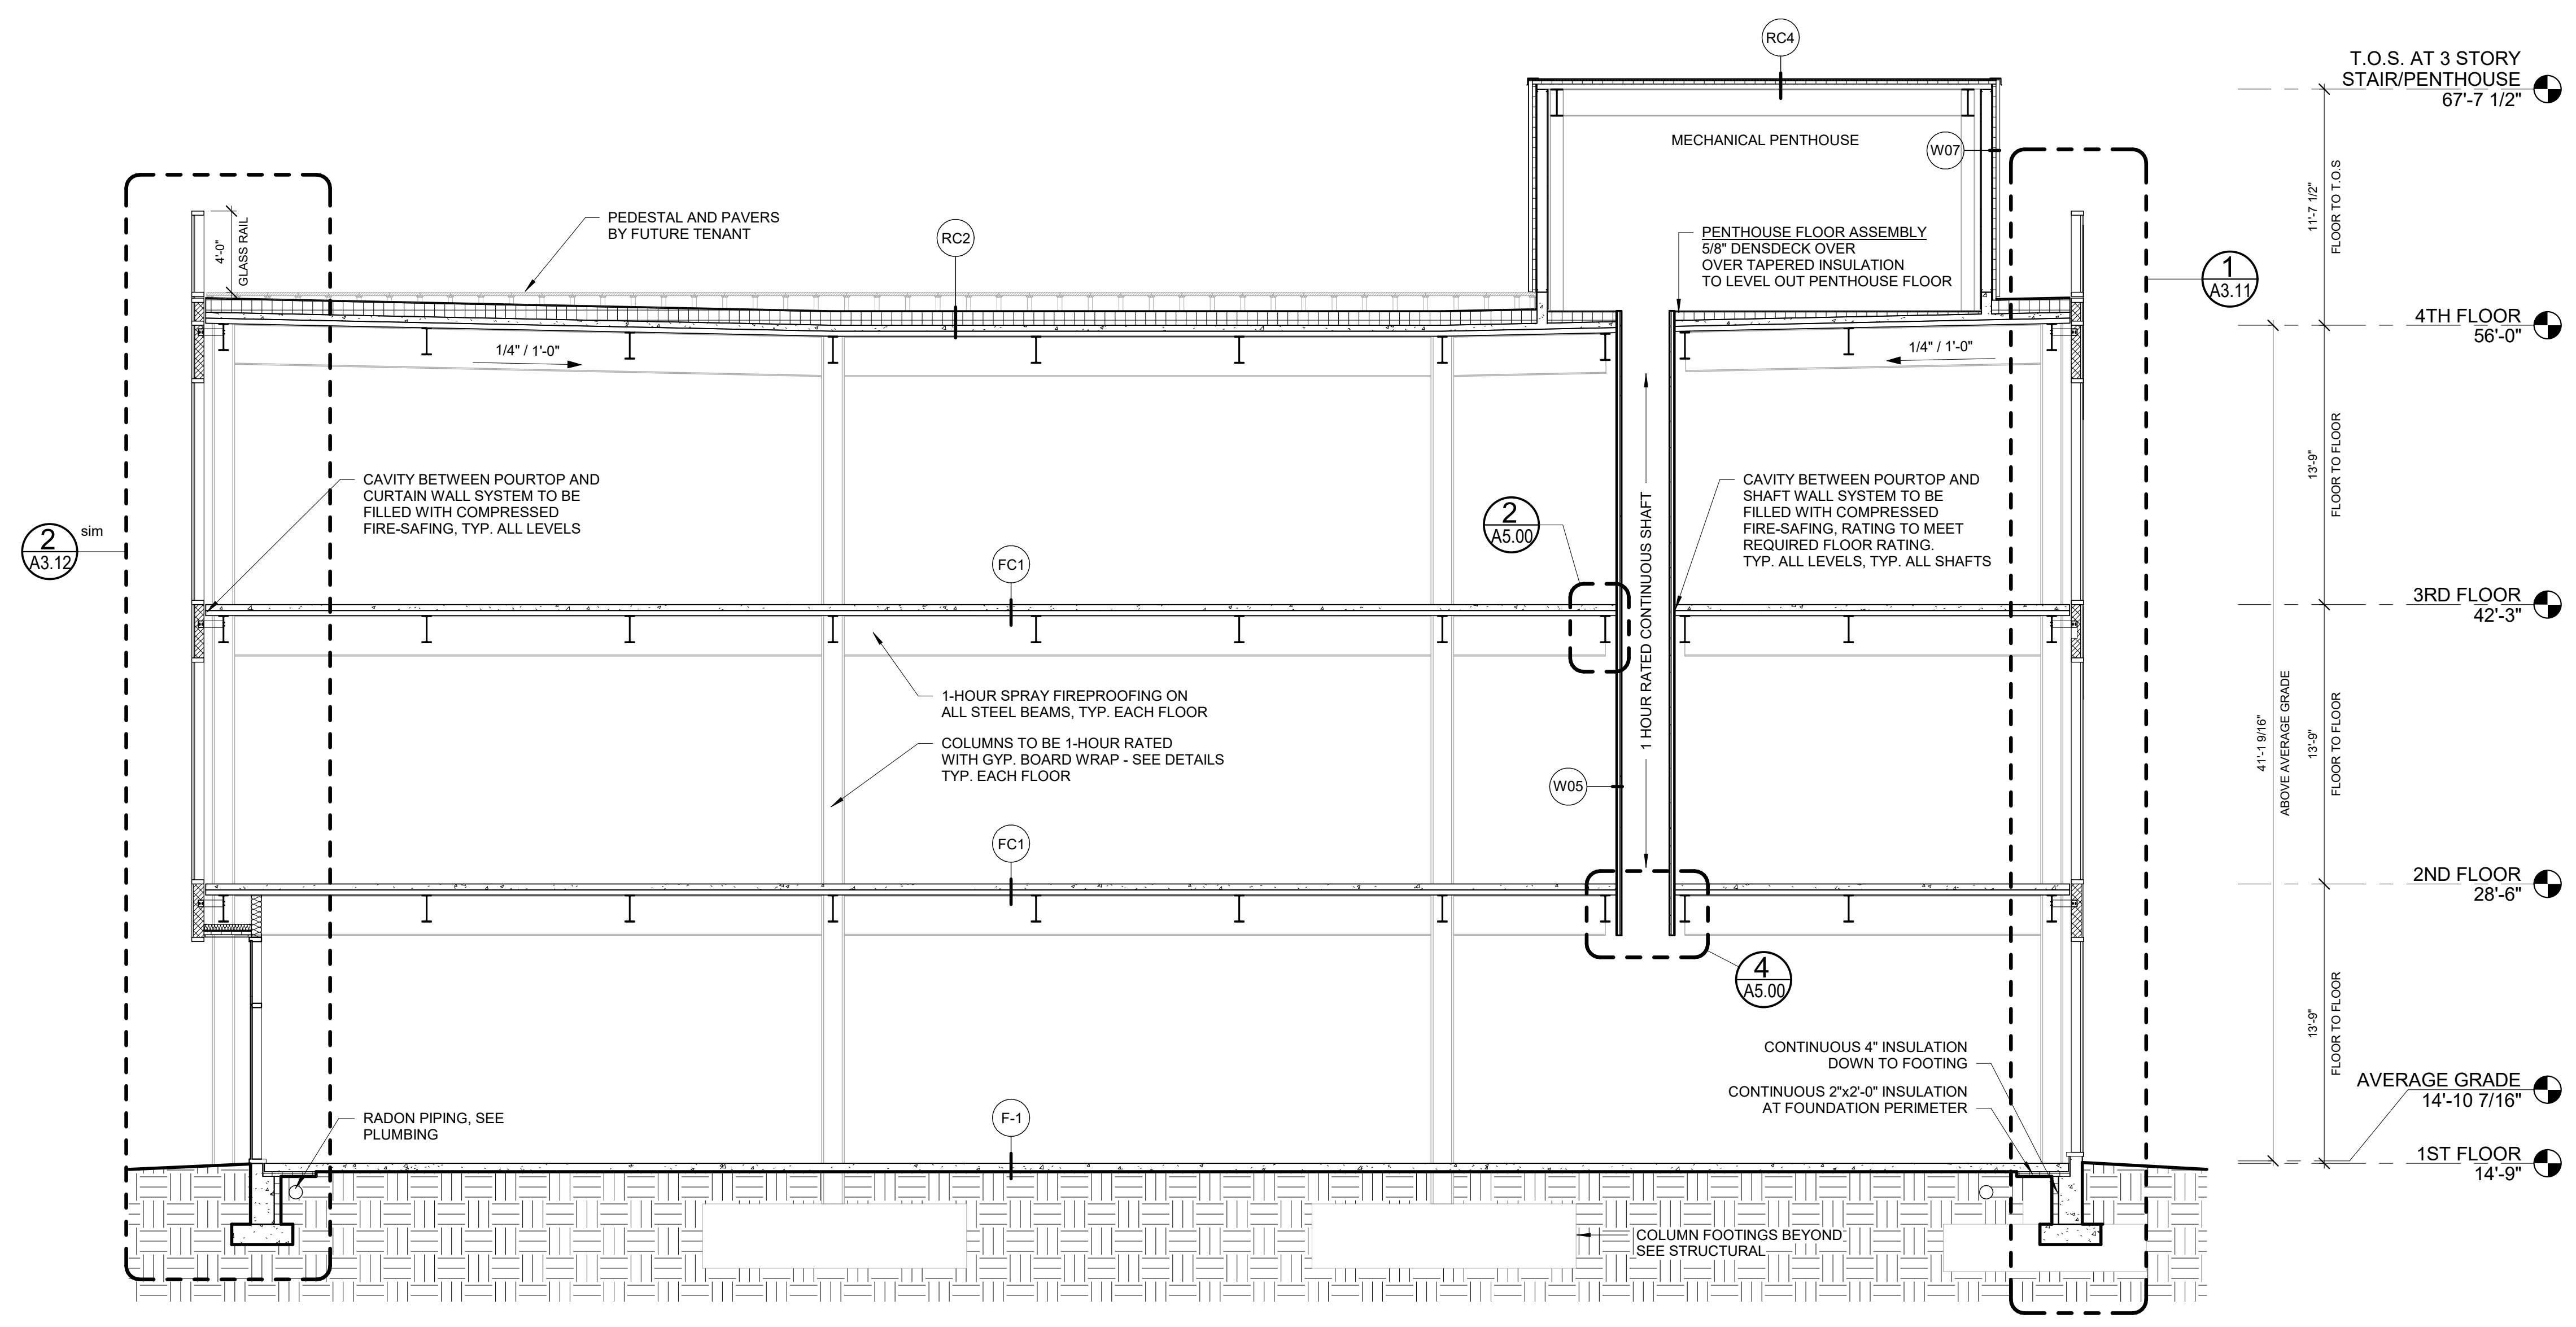 RC4
T.O.S. AT 3 STORY
STAIR/PENTHOUSE
67'-7 1/2"
MECHANICAL PENTHOUSE
W07
11'-7 1/2"
FLOOR TO T.O.S
4'-0"
GLASS RAIL
PEDESTAL AND PAVERS
BY FUTURE TENANT
RC2
PENTHOUSE FLOOR ASSEMBLY
5/8" DENSDECK OVER
OVER TAPERED INSULATION
TO LEVEL OUT PENTHOUSE FLOOR
1
A3.11
4TH FLOOR
56'-0"
1/4" / 1'-0"
1/4" / 1'-0"
13'-9"
FLOOR TO FLOOR
CAVITY BETWEEN POURTOP AND
CURTAIN WALL SYSTEM TO BE
FILLED WITH COMPRESSED
FIRE-SAFING, TYP. ALL LEVELS
2
A3.12
sim
FC1
2
A5.00
1 HOUR RATED CONTINUOUS SHAFT
CAVITY BETWEEN POURTOP AND
SHAFT WALL SYSTEM TO BE
FILLED WITH COMPRESSED
FIRE-SAFING, RATING TO MEET
REQUIRED FLOOR RATING.
TYP. ALL LEVELS, TYP. ALL SHAFTS
3RD FLOOR
42'-3"
1-HOUR SPRAY FIREPROOFING ON
ALL STEEL BEAMS, TYP. EACH FLOOR
COLUMNS TO BE 1-HOUR RATED
WITH GYP. BOARD WRAP - SEE DETAILS
TYP. EACH FLOOR
W05
41'-1 9/16"
ABOVE AVERAGE GRADE
13'-9"
FLOOR TO FLOOR
FC1
2ND FLOOR
28'-6"
4
A5.00
13'-9"
FLOOR TO FLOOR
CONTINUOUS 4" INSULATION
DOWN TO FOOTING
CONTINUOUS 2"x2'-0" INSULATION
AT FOUNDATION PERIMETER
AVERAGE GRADE
14'-10 7/16"
RADON PIPING, SEE
PLUMBING
F-1
1ST FLOOR
14'-9"
COLUMN FOOTINGS BEYOND
SEE STRUCTURAL